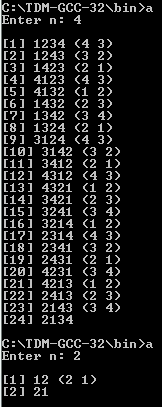 C:\TDM-GCC-32\bin>a
Enter n: 4
[1] 1234 (4 3)
[2] 1243 (3 2)
[3] 1423 (2 1)
[4] 4123 (4 3)
[5] 4132 (1 2)
[6] 1432 (2 3)
[7] 1342 (3 4)
[8] 1324 (2 1)
[9] 3124 (4 3)
[10] 3142 (3 2)
[11] 3412 (2 1)
[12] 4312 (4 3)
[13] 4321 (1 2)
[14] 3421 (2 3)
[15] 3241 (3 4)
[16] 3214 (1 2)
[17] 2314 (4 3)
[18] 2341 (3 2)
[19] 2431 (2 1)
[20] 4231 (3 4)
[21] 4213 (1 2)
[22] 2413 (2 3)
[23] 2143 (3 4)
[24] 2134
C:\TDM-GCC-32\bin>a
Enter n: 2
[1] 12 (2 1)
[2] 21